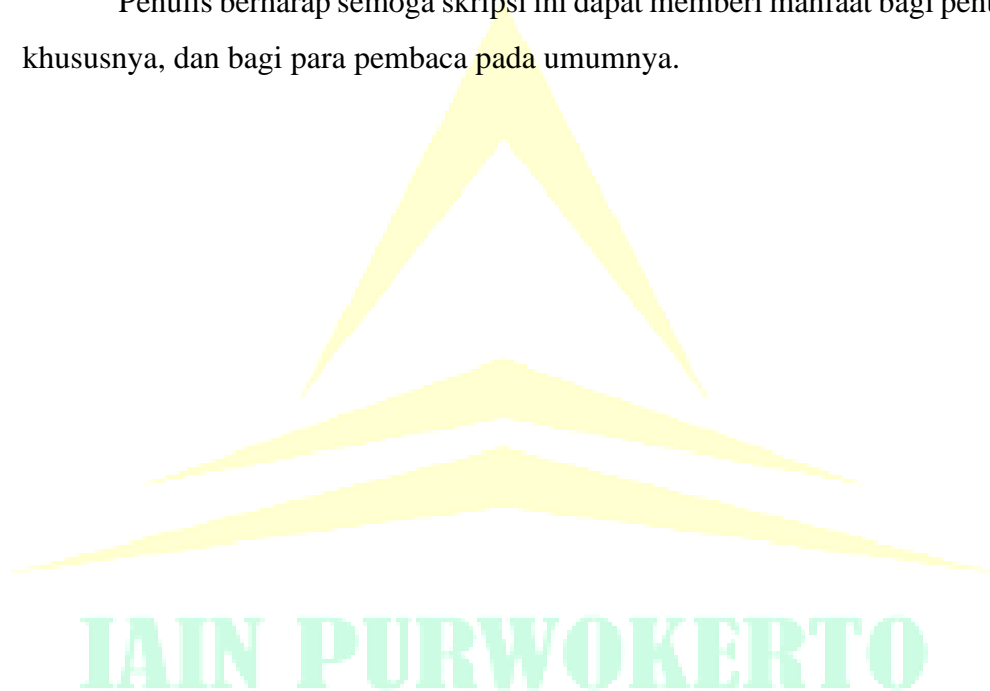 Penulis berharap semoga skripsi ini dapat memberi manfaat bagi
khususnya, dan bagi para pembaca pada umumnya.
IAIN PURWOKERTO